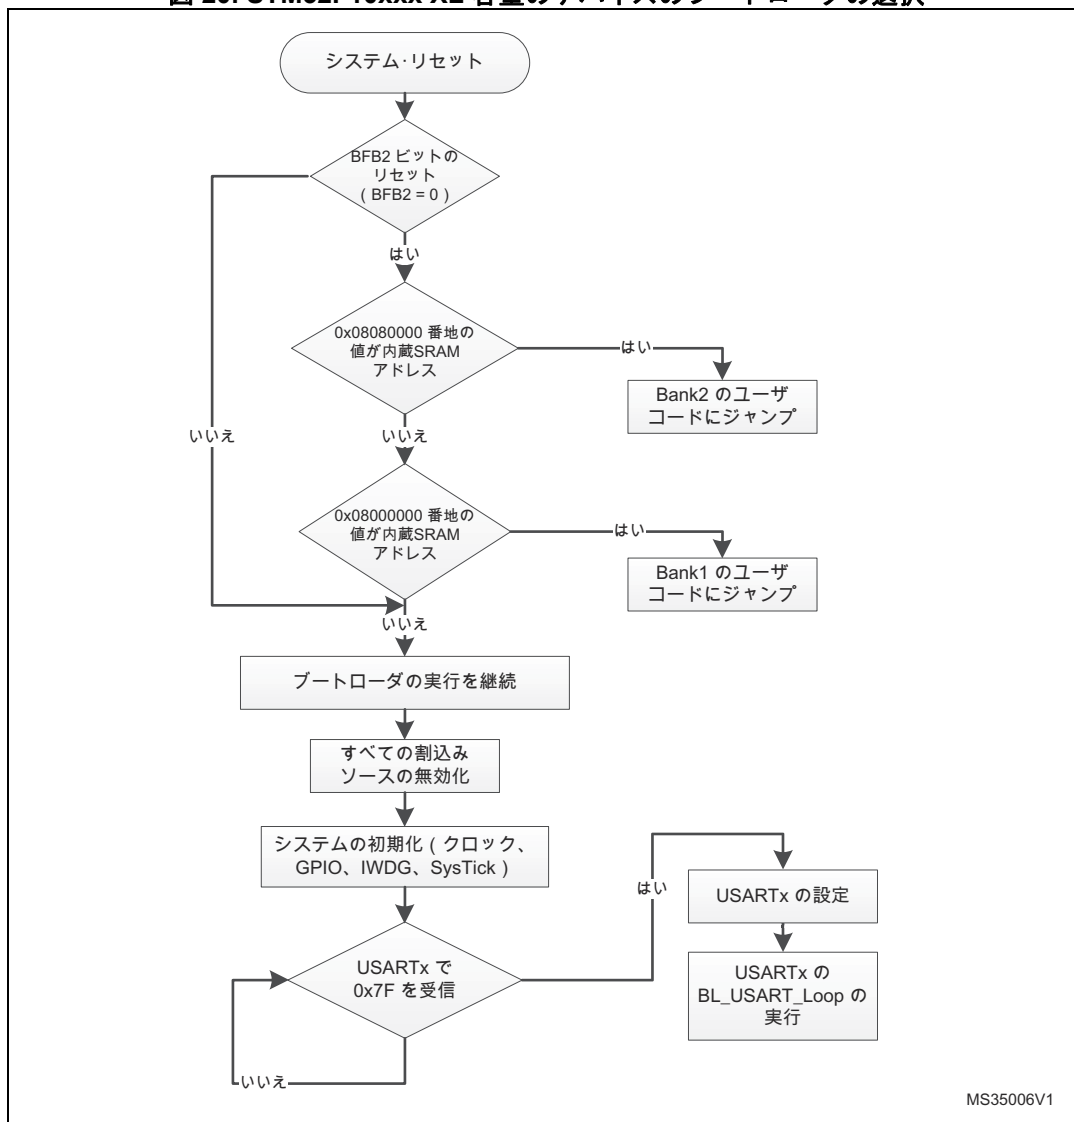 システム·リセット
BFB2 ビットの
リセット
( BFB2 = 0 )
はい
0x08080000 番地の
値が内蔵SRAM
アドレス
はい
Bank2 のユーザ
コードにジャンプ
いいえ
いいえ
0x08000000 番地の
値が内蔵SRAM
アドレス
はい
Bank1 のユーザ
コードにジャンプ
いいえ
ブートローダの実行を継続
すべての割込み
ソースの無効化
システムの初期化 ( クロック、
GPIO、IWDG、SysTick )
はい
USARTx の設定
USARTx で
0x7F を受信
USARTx の
BL_USART_Loop の
実行
いいえ
MS35006V1